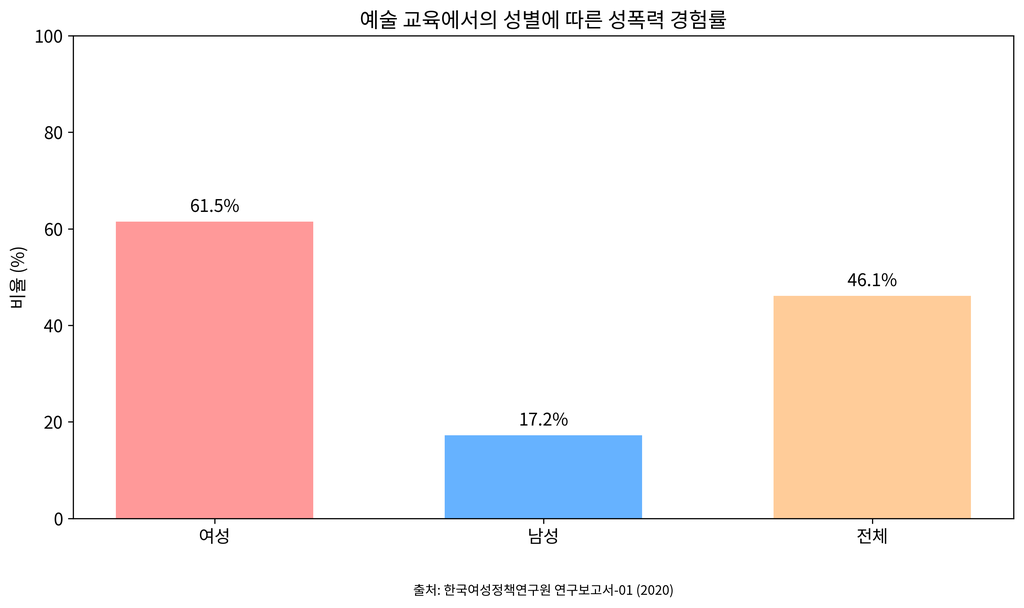 예술 교육에서의 성별에 따른 성폭력 경험률
비율 (%)
100
80
60
40
20
0
61.5%
17.2%
46.1%
여성
남성
전체
출처: 한국여성정책연구원 연구보고서-01 (2020)